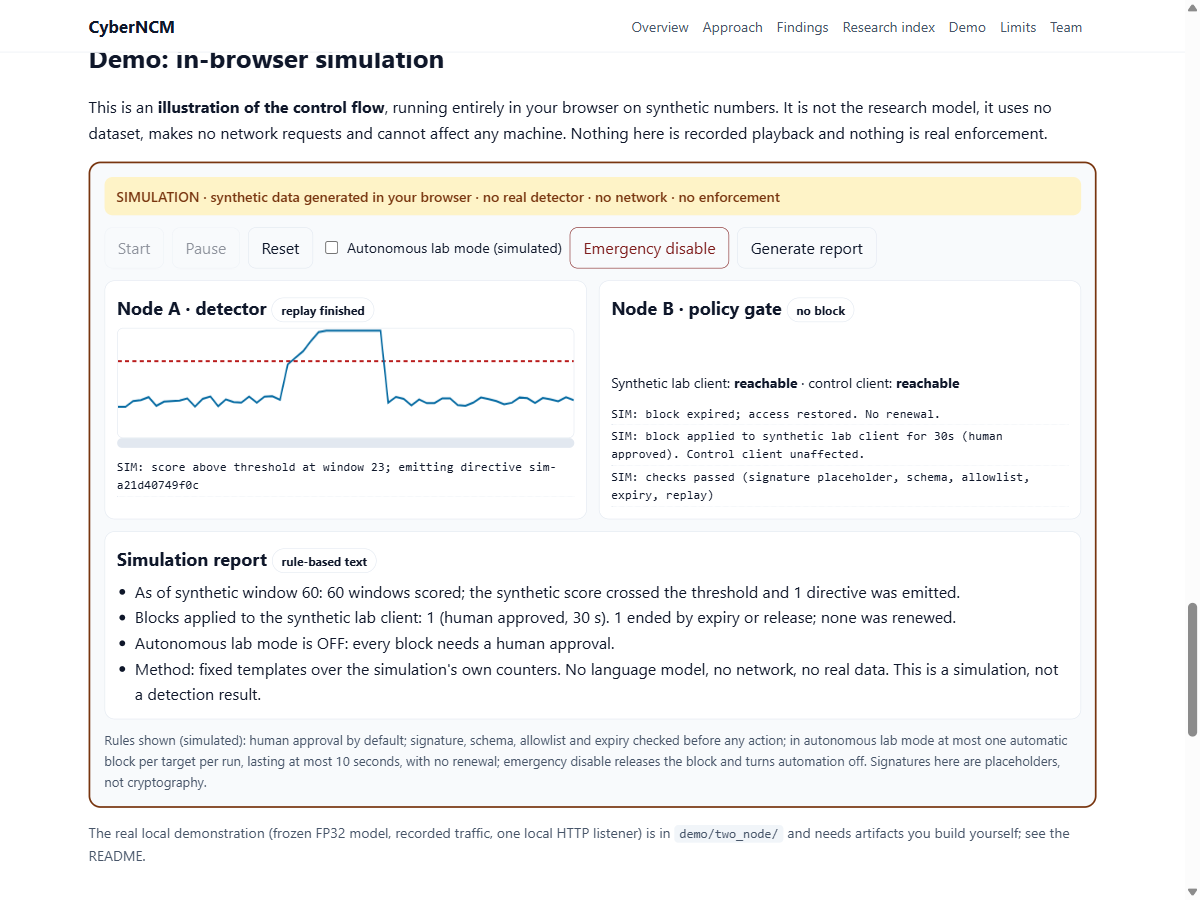 CyberNCM
Overview Approach Findings Research index Demo Limits Team
Demo: in-browser simulation
This is an illustration of the control flow, running entirely in your browser on synthetic numbers. It is not the research model, it uses no
dataset, makes no network requests and cannot affect any machine. Nothing here is recorded playback and nothing is real enforcement.
SIMULATION · synthetic data generated in your browser · no real detector · no network · no enforcement
Start Pause Reset Autonomous lab mode (simulated) Emergency disable Generate report
Node A · detector replay finished
SIM: score above threshold at window 23; emitting directive sim-
a21d40749f0c
Node B · policy gate no block
Synthetic lab client: reachable · control client: reachable
SIM: block expired; access restored. No renewal.
SIM: block applied to synthetic lab client for 30s (human
approved). Control client unaffected.
SIM: checks passed (signature placeholder, schema, allowlist,
expiry, replay)
Simulation report rule-based text
• As of synthetic window 60: 60 windows scored; the synthetic score crossed the threshold and 1 directive was emitted.
• Blocks applied to the synthetic lab client: 1 (human approved, 30 s). 1 ended by expiry or release; none was renewed.
• Autonomous lab mode is OFF: every block needs a human approval.
• Method: fixed templates over the simulation's own counters. No language model, no network, no real data. This is a simulation, not
a detection result.
Rules shown (simulated): human approval by default; signature, schema, allowlist and expiry checked before any action; in autonomous lab mode at most one automatic
block per target per run, lasting at most 10 seconds, with no renewal; emergency disable releases the block and turns automation off. Signatures here are placeholders,
not cryptography.
The real local demonstration (frozen FP32 model, recorded traffic, one local HTTP listener) is in demo/two_node/ and needs artifacts you build yourself; see the
README.